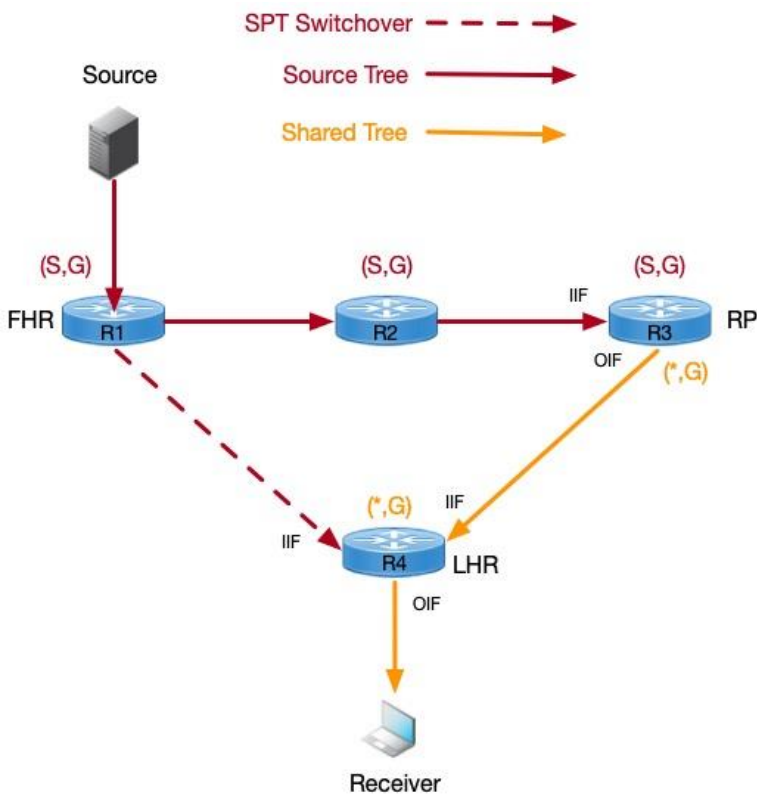 SPT Switchover
Source
Source Tree
Shared Tree
(S,G)
(S,G)
(S,G)
IIF
FHR
R1
R2
R3
RP
OIF
(*,G)
(*,G)
IIF
IIF
R4
LHR
OIF
Receiver